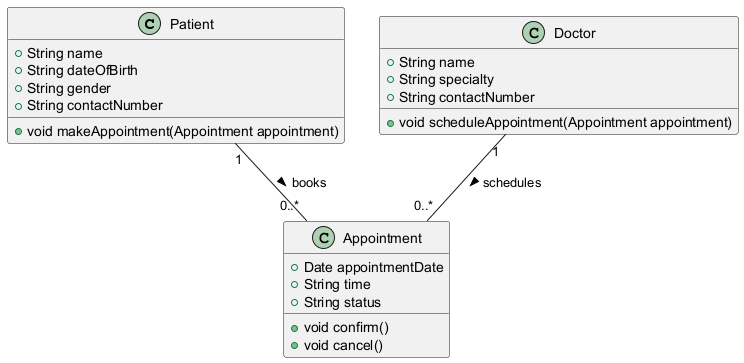 C Patient
String name
String dateOfBirth
String gender
String contactNumber
void makeAppointment(Appointment appointment)
C Doctor
String name
String specialty
String contactNumber
void scheduleAppointment(Appointment appointment)
1
books
0..*
1
schedules
0..*
C Appointment
Date appointmentDate
String time
String status
void confirm()
void cancel()